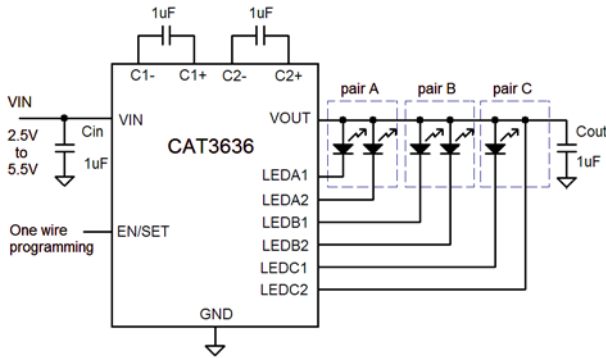 1uF
1uF
C1-
C1+
C2-
C2+
pair A
pair B
pair C
VIN
VIN
VOUT
Cin
Cout
2.5V
to
5.5V
1uF
CAT3636
1uF
LEDA1
LEDA2
One wire
programming
EN/SET
LEDB1
LEDB2
LEDC1
LEDC2
GND